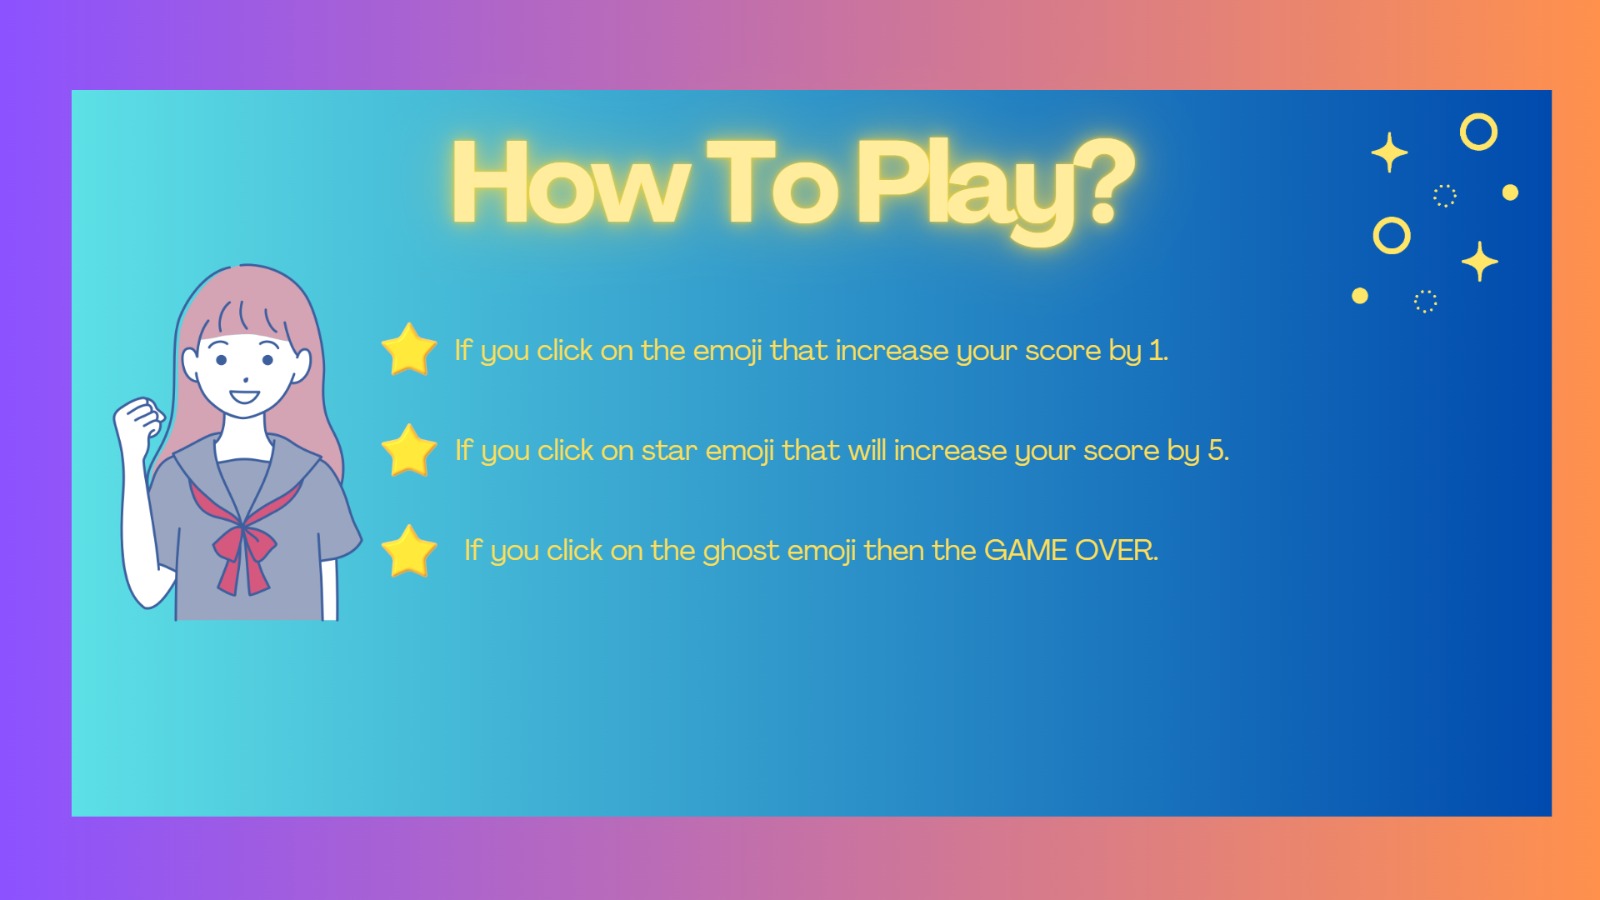 How To Play?
If you click on the emoji that increase your score by 1.
If you click on star emoji that will increase your score by 5.
If you click on the ghost emoji then the GAME OVER.